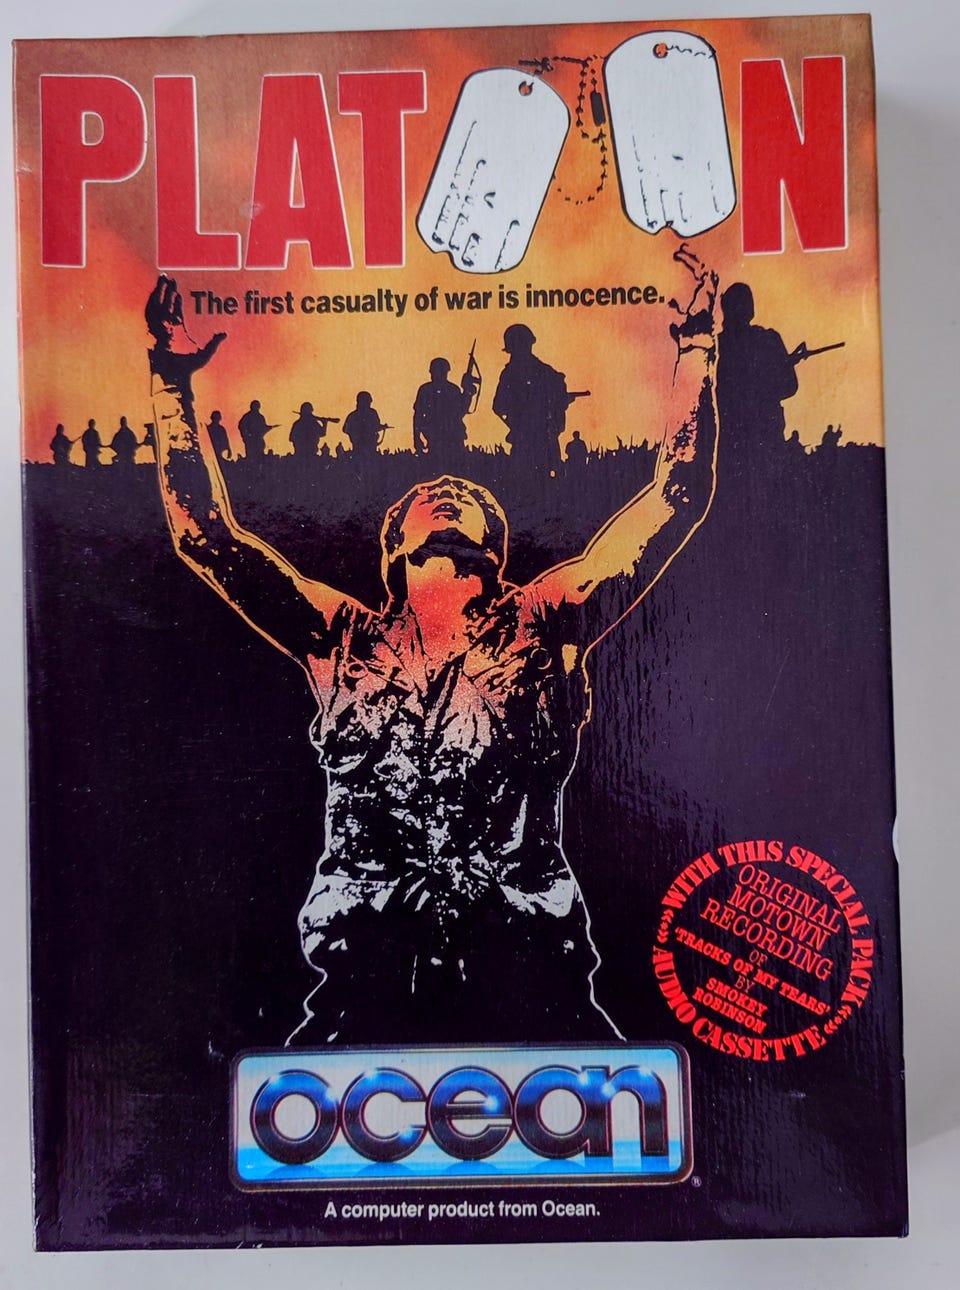 PLATOON
The first casualty of war is innocence.
«« WITH THIS SPECIAL PACK »»
ORIGINAL
MOTOWN
RECORDING
OF
'TRACKS OF MY TEARS'
BY
SMOKEY
ROBINSON
«« AUDIO CASSETTE »»
ocean
®
A computer product from Ocean.